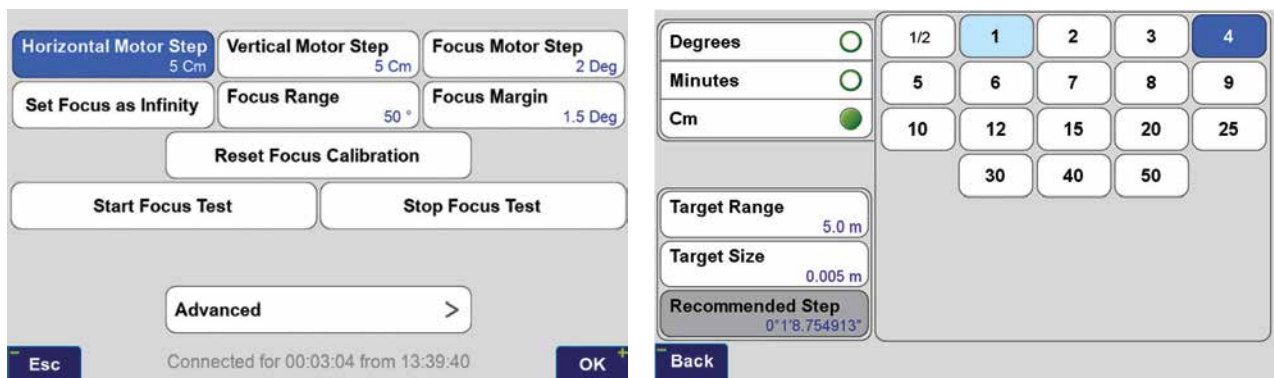 Horizontal Motor Step
5 Cm
Vertical Motor Step
5 Cm
Focus Motor Step
2 Deg
Set Focus as Infinity
Focus Range
50 °
Focus Margin
1.5 Deg
Reset Focus Calibration
Start Focus Test
Stop Focus Test
Advanced >
Esc
Connected for 00:03:04 from 13:39:40
OK
Degrees
Minutes
Cm
Target Range
5.0 m
Target Size
0.005 m
Recommended Step
0°1'8.754913"
Back
1/2 1 2 3 4
5 6 7 8 9
10 12 15 20 25
30 40 50